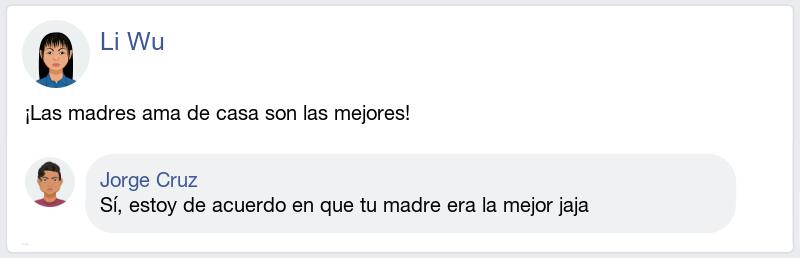 Li Wu
¡Las madres ama de casa son las mejores!
Jorge Cruz
Sí, estoy de acuerdo en que tu madre era la mejor jaja